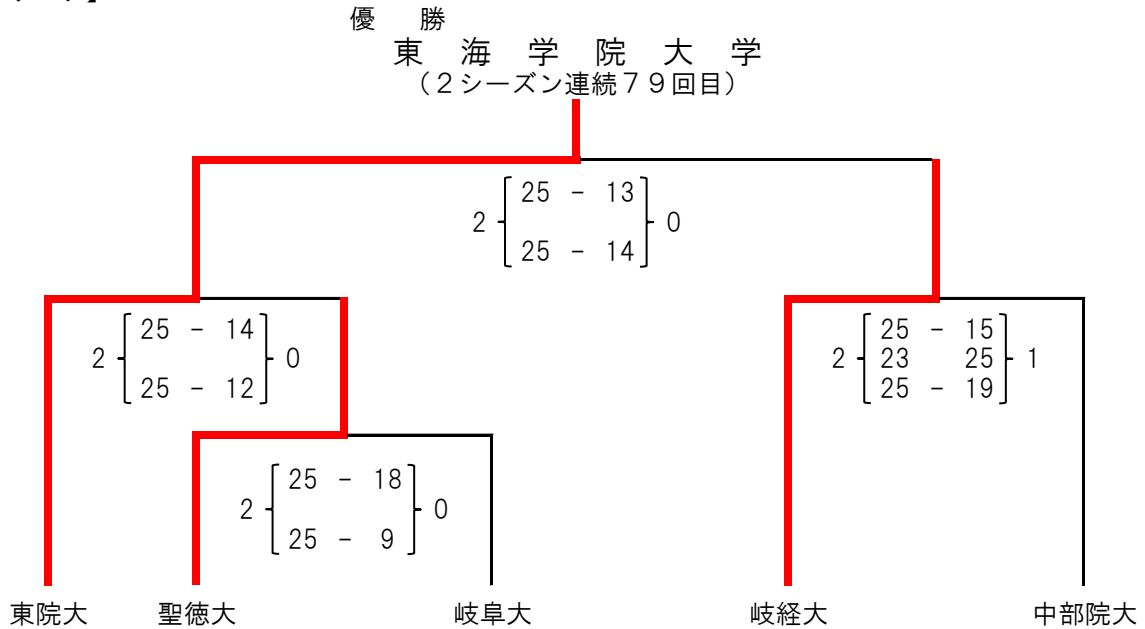 優　勝
東　海　学　院　大　学
（２シーズン連続７９回目）
25 － 13
2 0
25 － 14
25 － 14
2 0
25 － 12
25 － 15
2 23 25 1
25 － 19
25 － 18
2 0
25 － 9
東院大 聖徳大 岐阜大 岐経大 中部院大